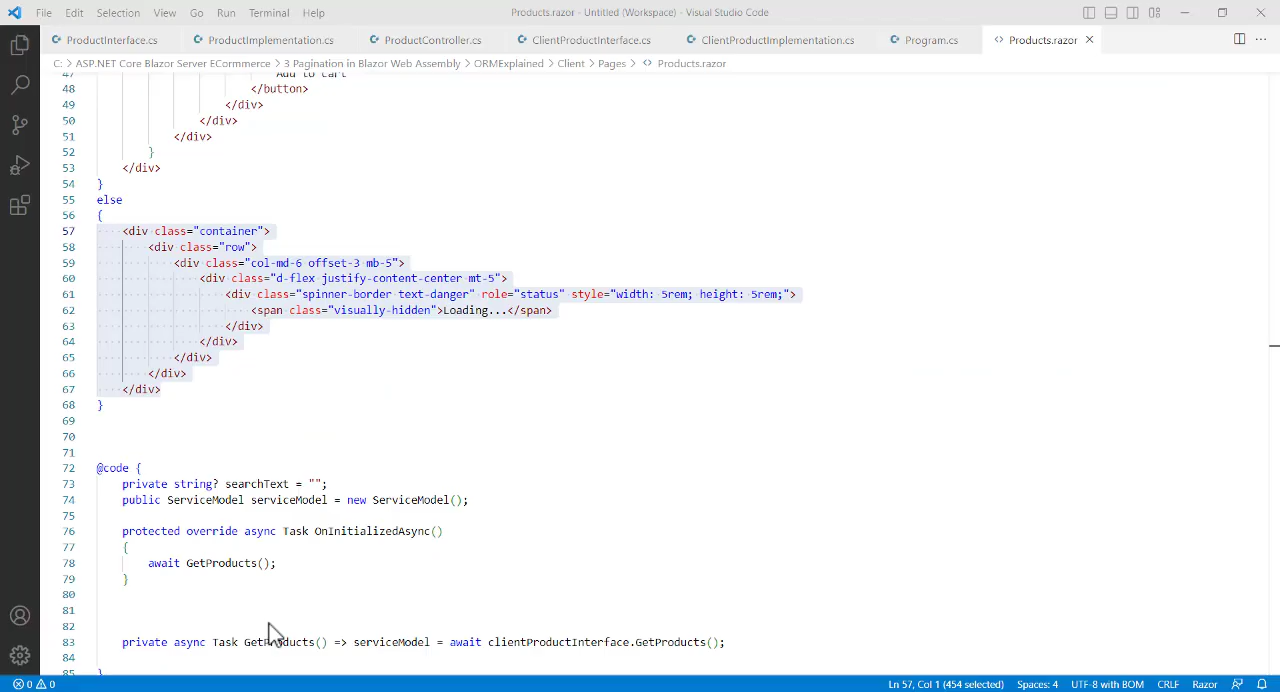 File Edit Selection View Go Run Terminal Help Products.razor - Untitled (Workspace) - Visual Studio Code
ProductInterface.cs ProductImplementation.cs ProductController.cs ClientProductInterface.cs ClientProductImplementation.cs Program.cs Products.razor
C: > ASP.NET Core Blazor Server ECommerce > 3 Pagination in Blazor Web Assembly > ORMExplained > Client > Pages > Products.razor
47 Add to cart
48 </button>
49 </div>
50 </div>
51 </div>
52 }
53 </div>
54 }
55 else
56 {
57 <div class="container">
58 <div class="row">
59 <div class="col-md-6 offset-3 mb-5">
60 <div class="d-flex justify-content-center mt-5">
61 <div class="spinner-border text-danger" role="status" style="width: 5rem; height: 5rem;">
62 <span class="visually-hidden">Loading...</span>
63 </div>
64 </div>
65 </div>
66 </div>
67 </div>
68 }
69
70
71
72 @code {
73 private string? searchText = "";
74 public ServiceModel serviceModel = new ServiceModel();
75
76 protected override async Task OnInitializedAsync()
77 {
78 await GetProducts();
79 }
80
81
82
83 private async Task GetProducts() => serviceModel = await clientProductInterface.GetProducts();
84
85 }
0 0 Ln 57, Col 1 (454 selected) Spaces: 4 UTF-8 with BOM CRLF Razor